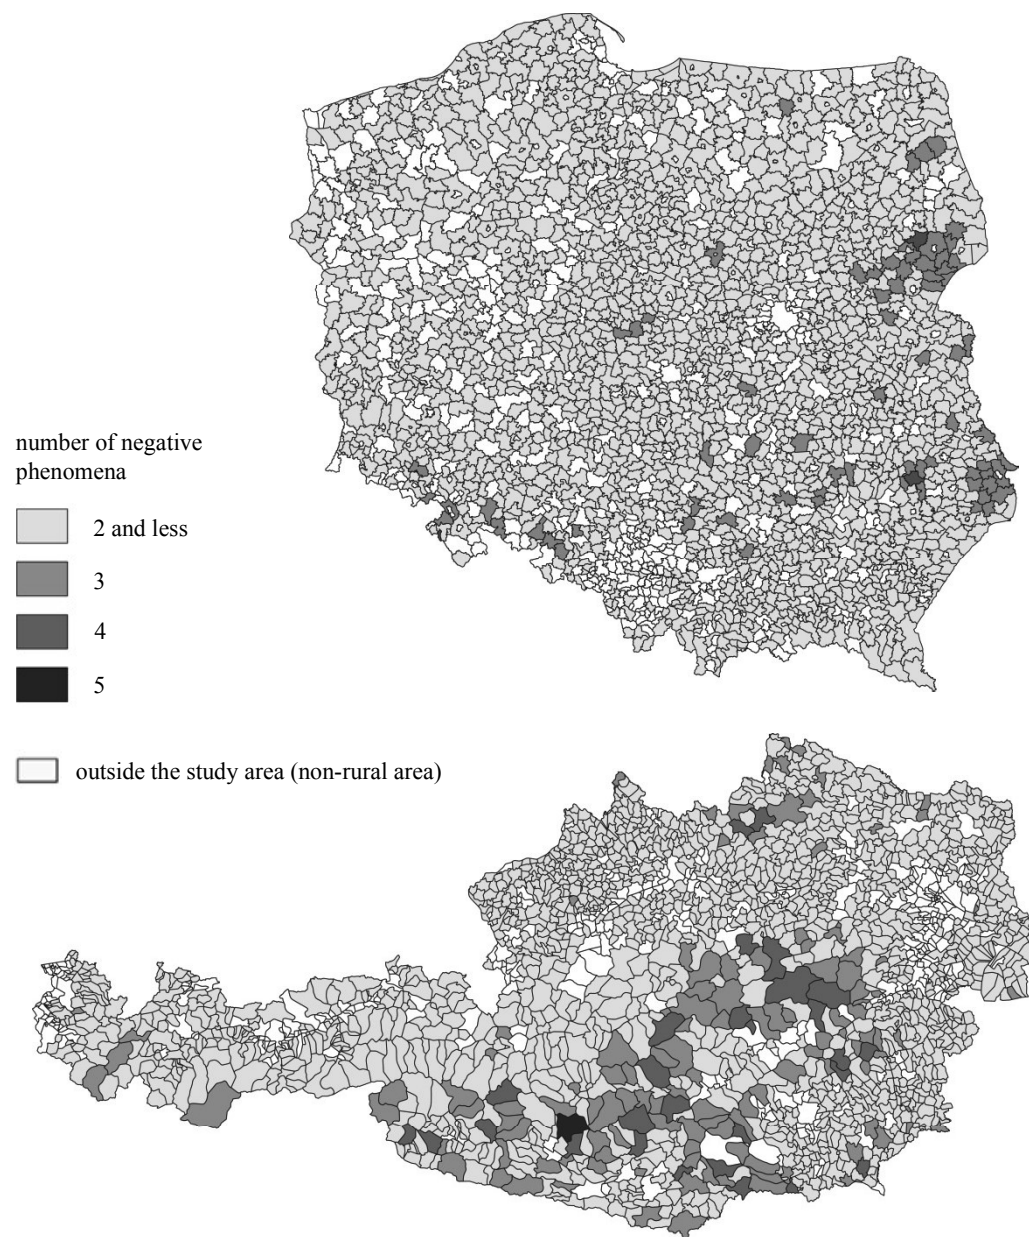 number of negative
phenomena
2 and less
3
4
5
outside the study area (non-rural area)